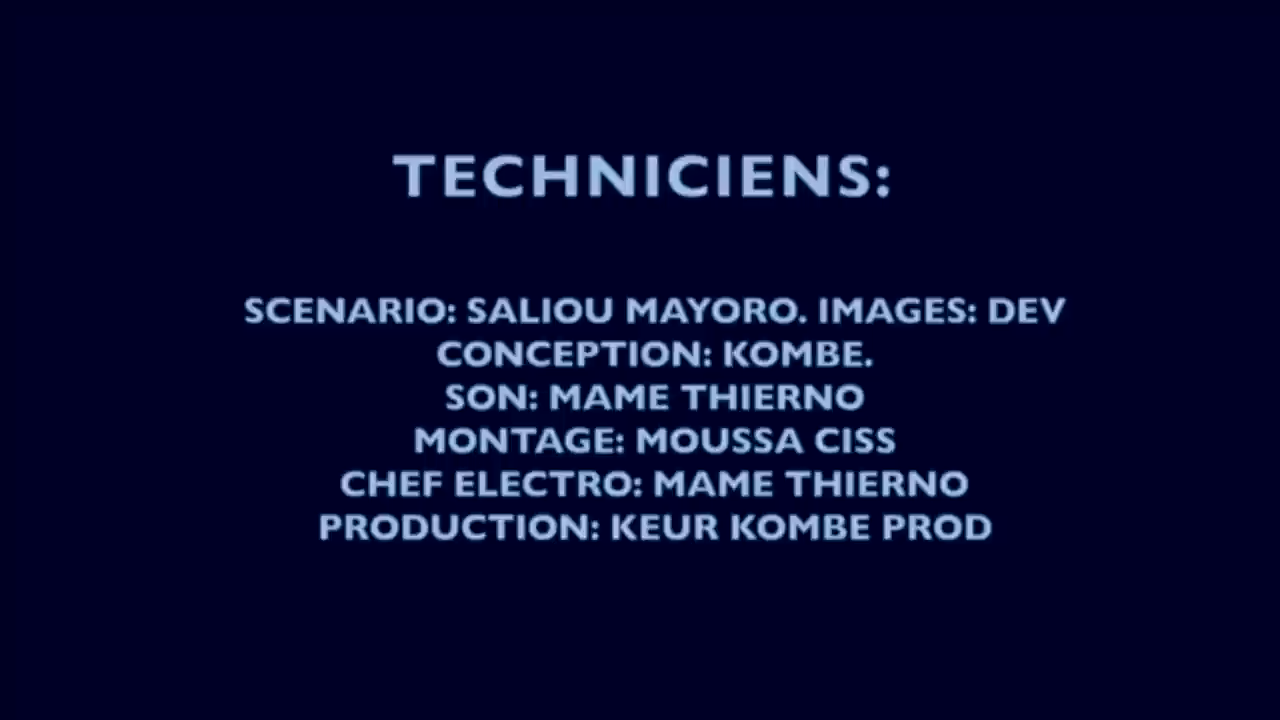 TECHNICIENS:
SCENARIO: SALIOU MAYORO. IMAGES: DEV
CONCEPTION: KOMBE.
SON: MAME THIERNO
MONTAGE: MOUSSA CISS
CHEF ELECTRO: MAME THIERNO
PRODUCTION: KEUR KOMBE PROD